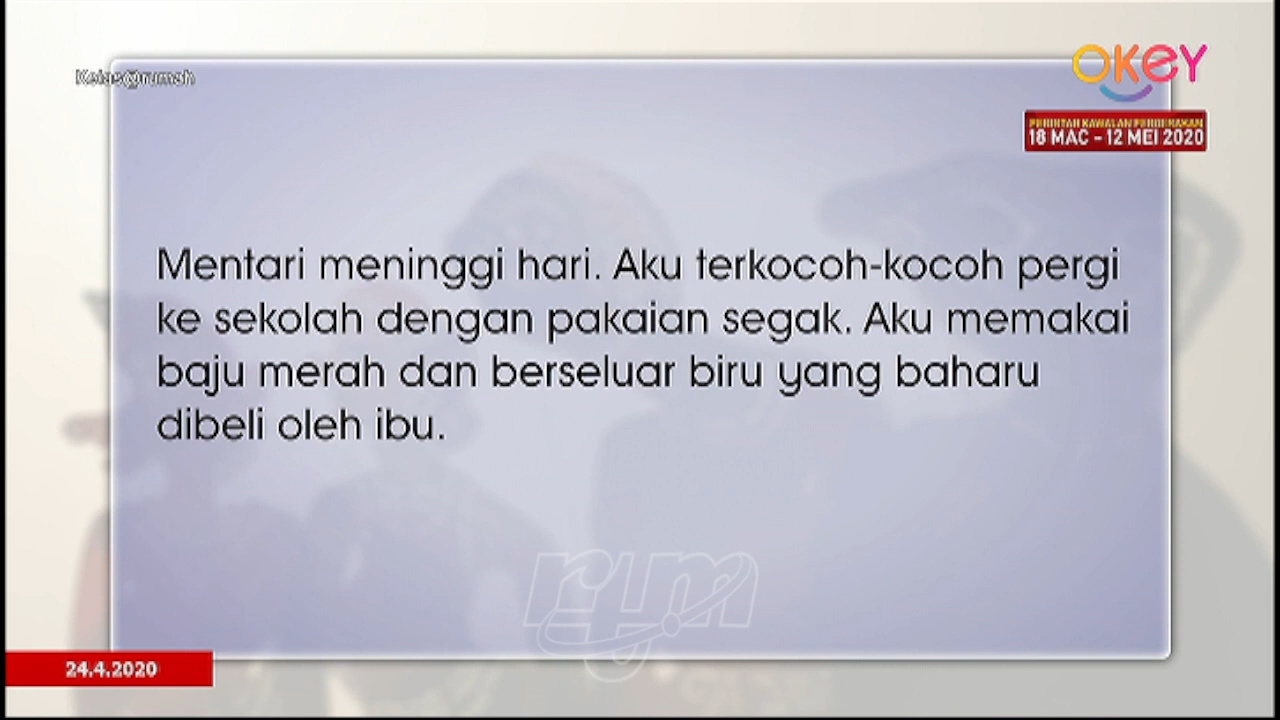 Kelas@rumah
OKEY
PERINTAH KAWALAN PERGERAKAN
18 MAC - 12 MEI 2020
Mentari meninggi hari. Aku terkocoh-kocoh pergi
ke sekolah dengan pakaian segak. Aku memakai
baju merah dan berseluar biru yang baharu
dibeli oleh ibu.
rtm
24.4.2020